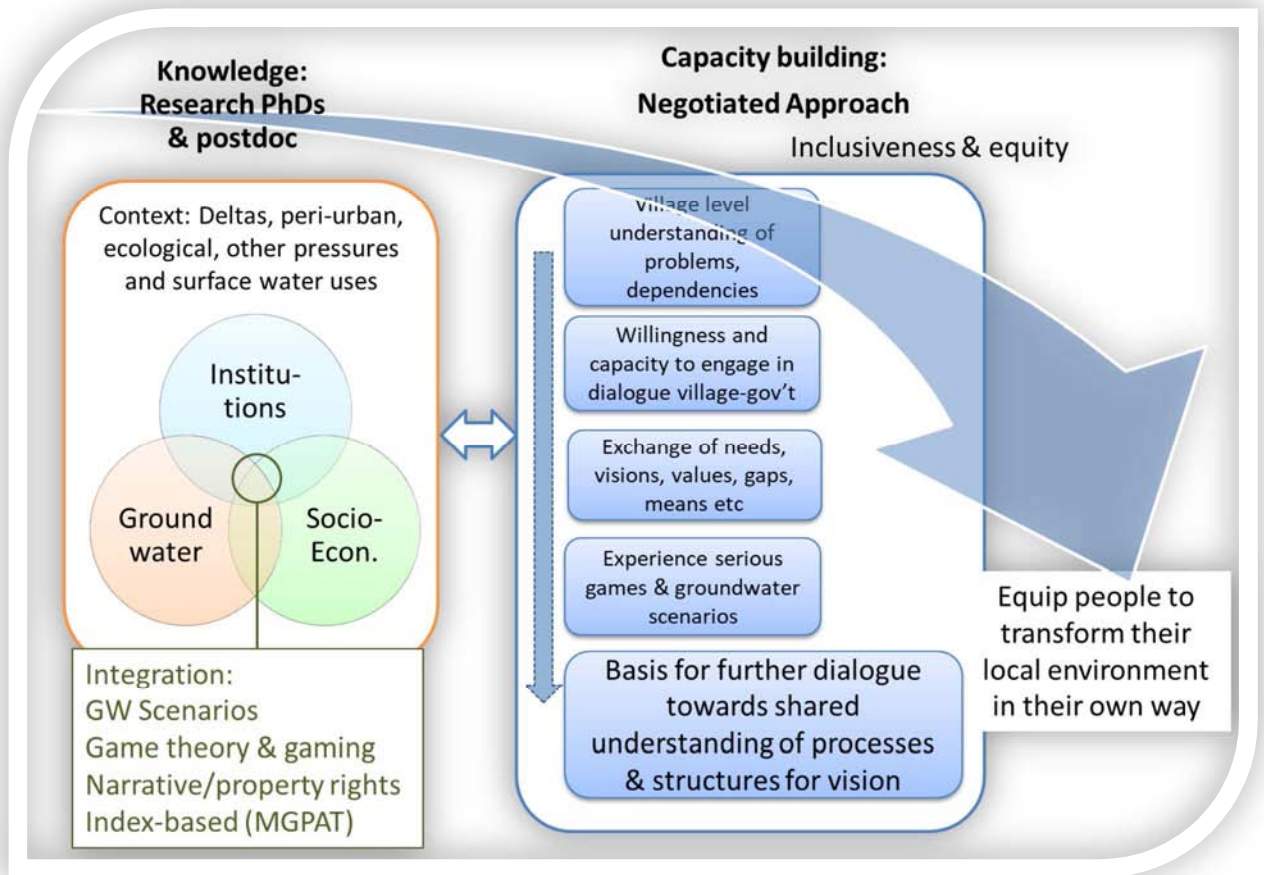 Knowledge:
Research PhDs
& postdoc
Capacity building:
Negotiated Approach
Inclusiveness & equity
Context: Deltas, peri-urban,
ecological, other pressures
and surface water uses
Institu-
tions
Ground
water
Socio-
Econ.
Integration:
GW Scenarios
Game theory & gaming
Narrative/property rights
Index-based (MGPAT)
Village level
understanding of
problems,
dependencies
Willingness and
capacity to engage in
dialogue village-gov't
Exchange of needs,
visions, values, gaps,
means etc
Experience serious
games & groundwater
scenarios
Basis for further dialogue
towards shared
understanding of processes
& structures for vision
Equip people to
transform their
local environment
in their own way